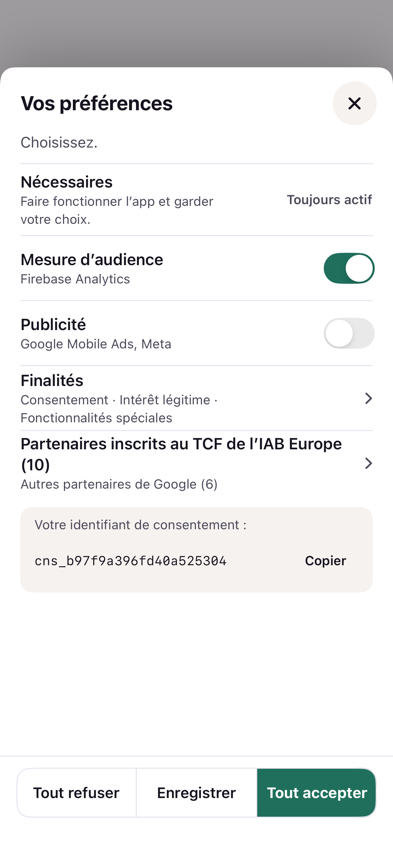 Vos préférences
Choisissez.
Nécessaires
Faire fonctionner l’app et garder
votre choix.
Toujours actif
Mesure d’audience
Firebase Analytics
Publicité
Google Mobile Ads, Meta
Finalités
Consentement · Intérêt légitime ·
Fonctionnalités spéciales
Partenaires inscrits au TCF de l’IAB Europe
(10)
Autres partenaires de Google (6)
Votre identifiant de consentement :
cns_b97f9a396fd40a525304
Copier
Tout refuser
Enregistrer
Tout accepter